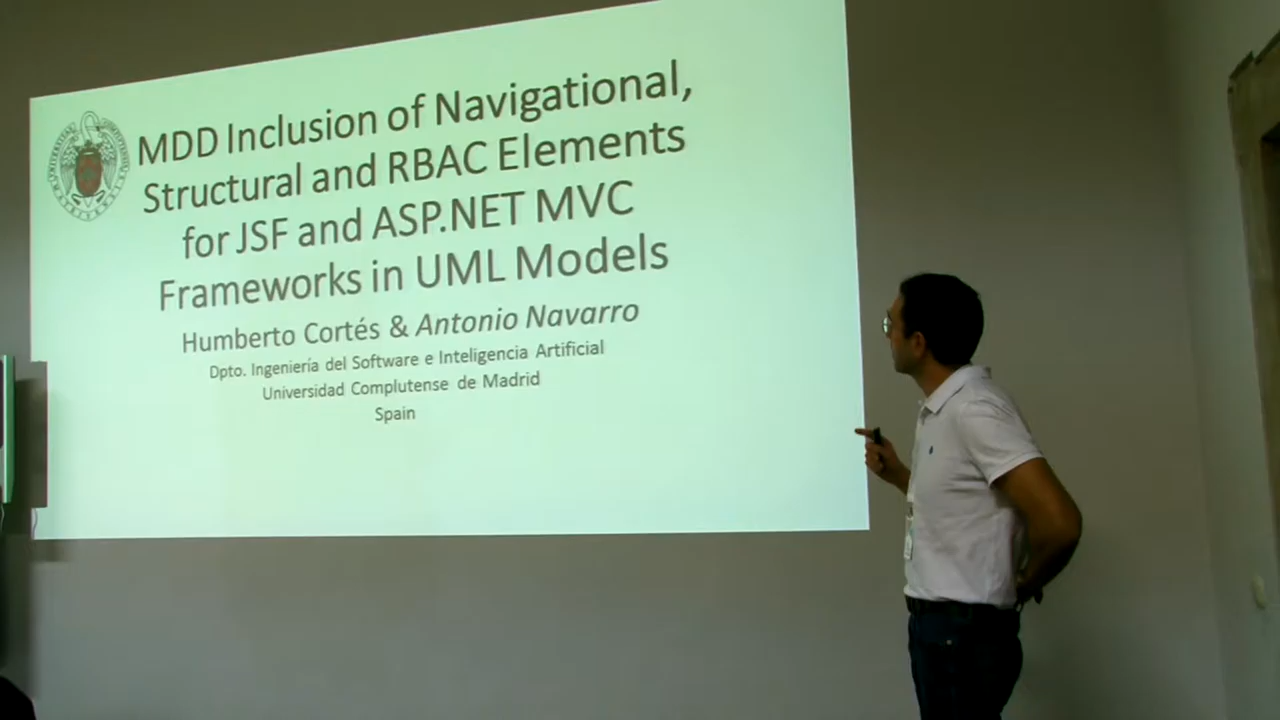 MDD Inclusion of Navigational,
Structural and RBAC Elements
for JSF and ASP.NET MVC
Frameworks in UML Models
Humberto Cortés & Antonio Navarro
Dpto. Ingeniería del Software e Inteligencia Artificial
Universidad Complutense de Madrid
Spain